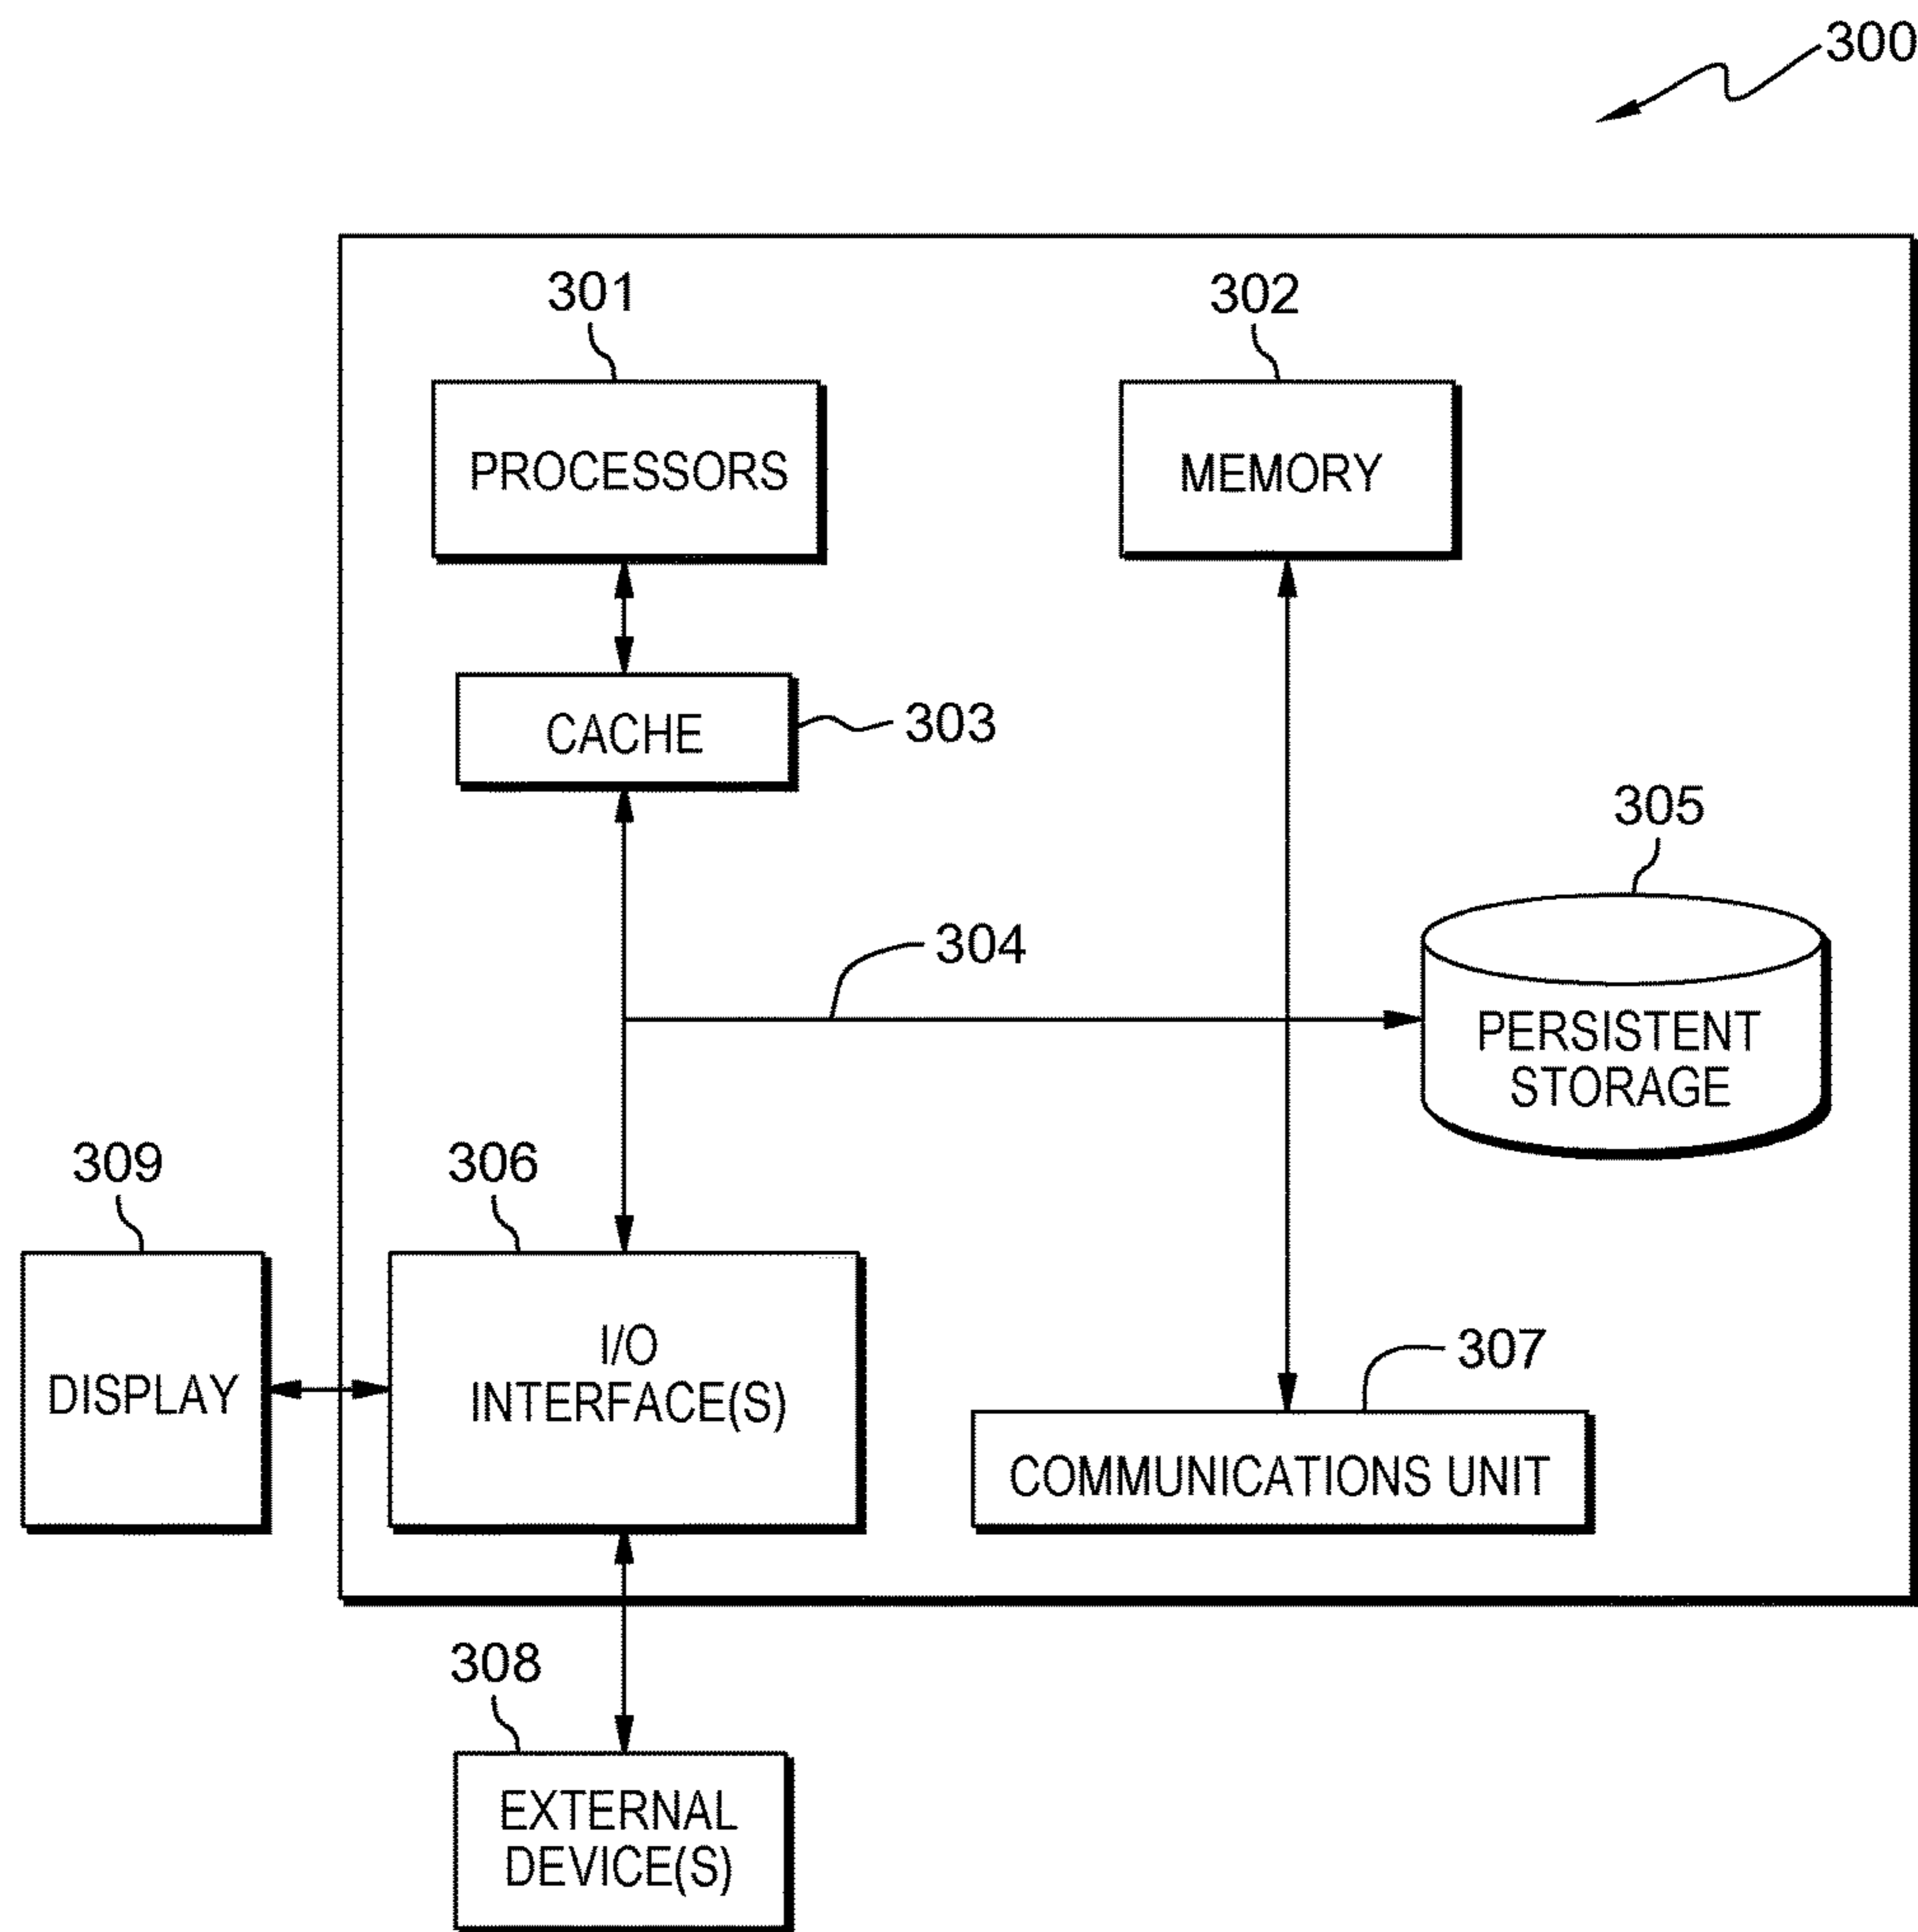 300
301
302
PROCESSORS
MEMORY
CACHE
303
305
304
PERSISTENT
STORAGE
309
306
DISPLAY
I/O
INTERFACE(S)
307
COMMUNICATIONS UNIT
308
EXTERNAL
DEVICE(S)